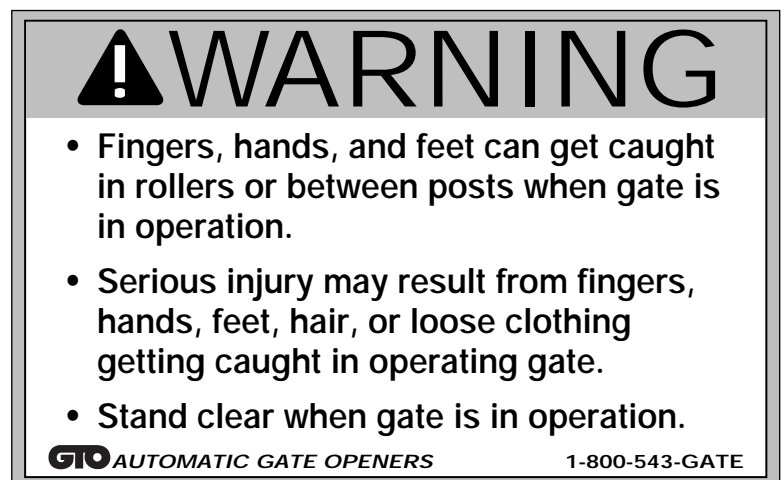 WARNING
• Fingers, hands, and feet can get caught
in rollers or between posts when gate is
in operation.
• Serious injury may result from fingers,
hands, feet, hair, or loose clothing
getting caught in operating gate.
• Stand clear when gate is in operation.
GTO AUTOMATIC GATE OPENERS 1-800-543-GATE